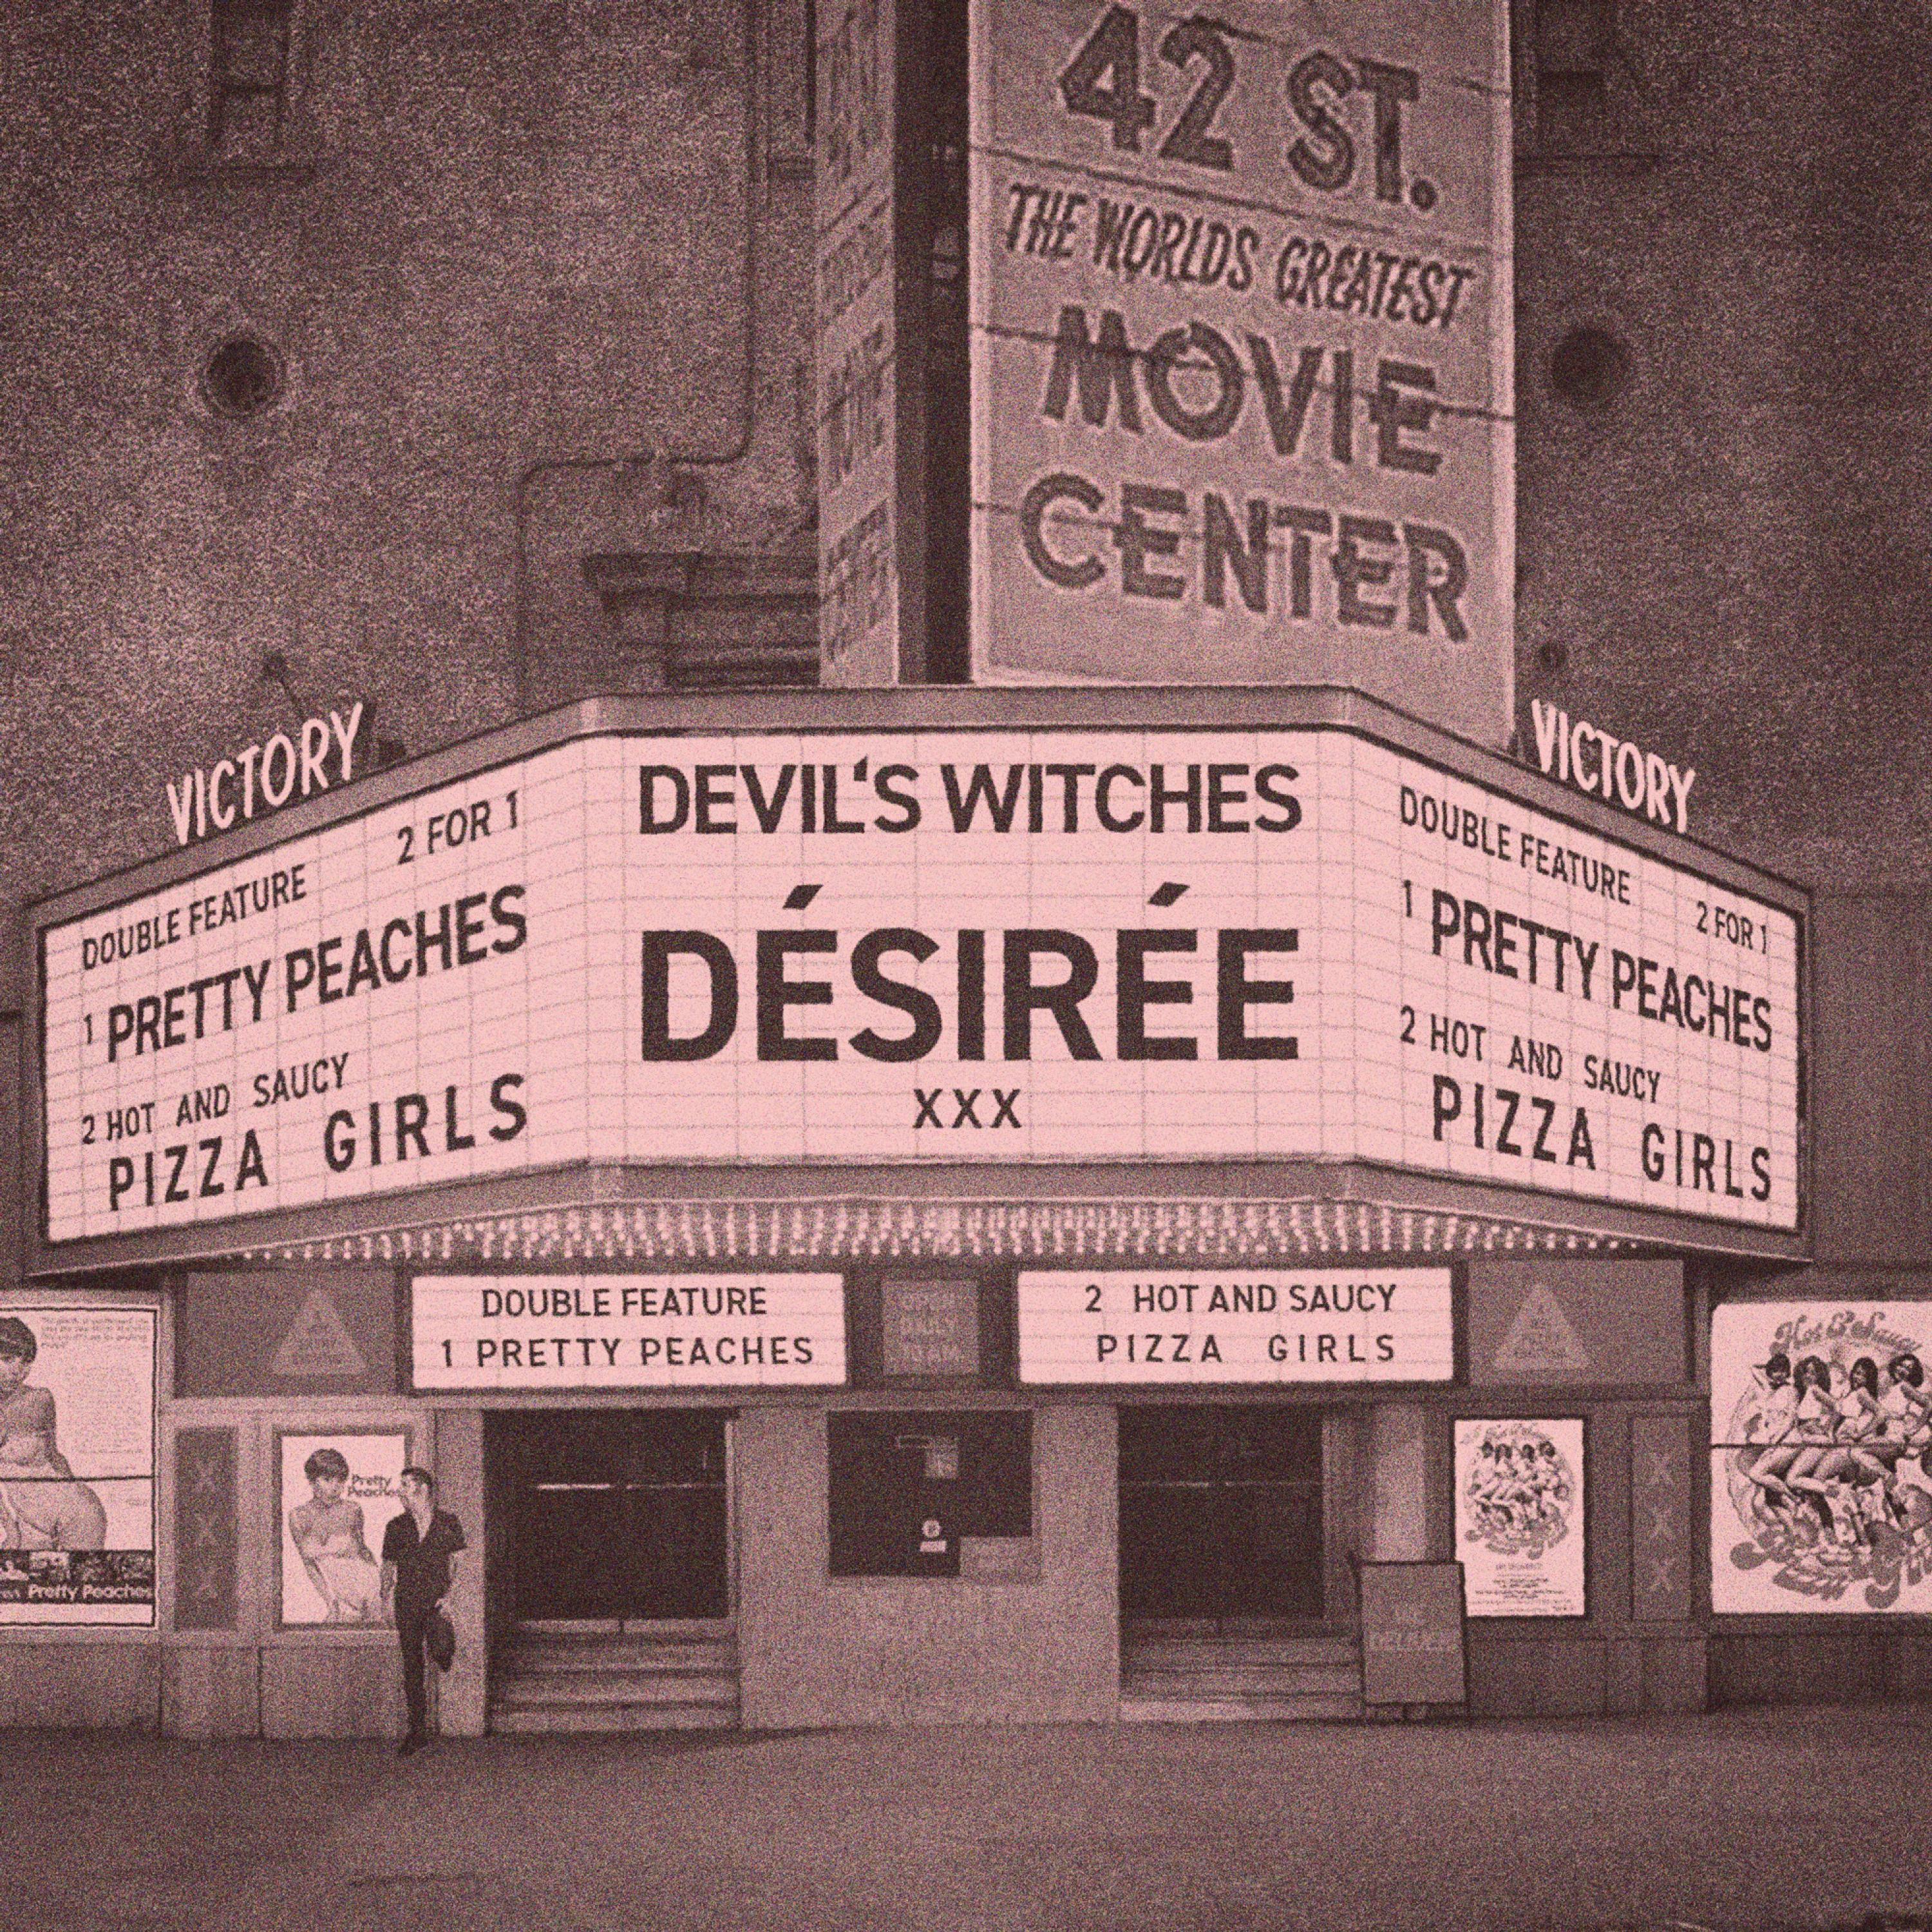 42 ST.
THE WORLDS GREATEST
MOVIE
CENTER
VICTORY
DOUBLE FEATURE 2 FOR 1
1 PRETTY PEACHES
2 HOT AND SAUCY
PIZZA GIRLS
DEVIL'S WITCHES
DÉSIRÉE
XXX
VICTORY
DOUBLE FEATURE 2 FOR 1
1 PRETTY PEACHES
2 HOT AND SAUCY
PIZZA GIRLS
DOUBLE FEATURE
1 PRETTY PEACHES
2 HOT AND SAUCY
PIZZA GIRLS
Pretty Peaches
Pretty
Peaches
X
X
X
Hot & Saucy
X
X
X